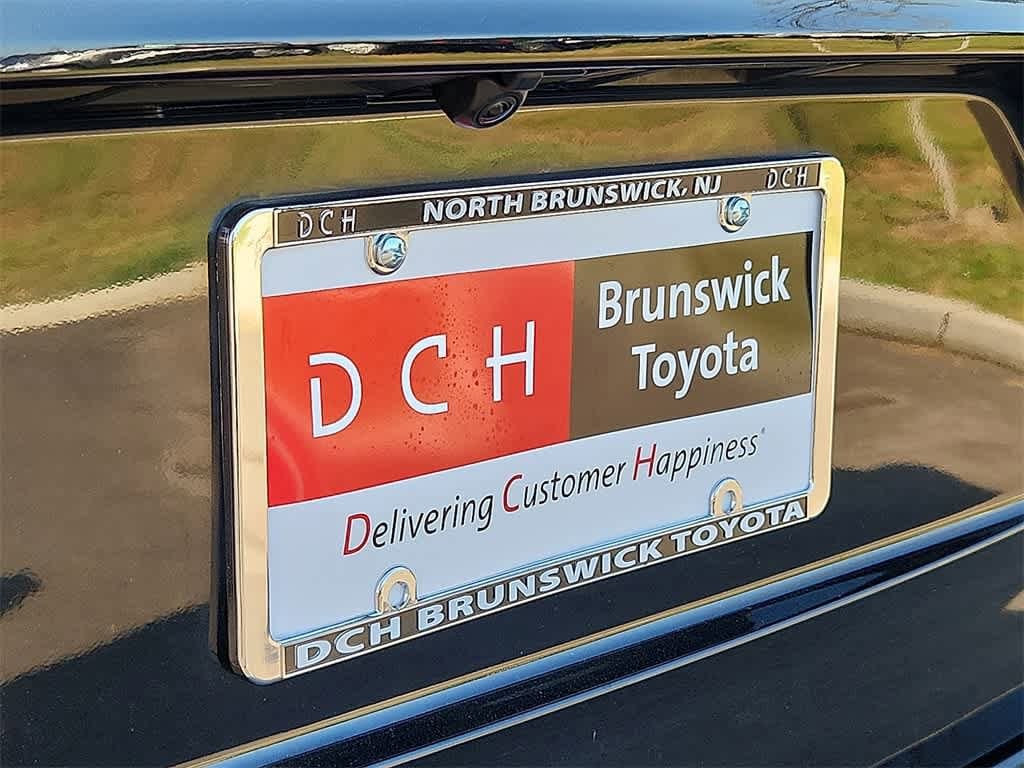 DCH NORTH BRUNSWICK, NJ DCH
DCH Brunswick
Toyota
Delivering Customer Happiness®
DCH BRUNSWICK TOYOTA